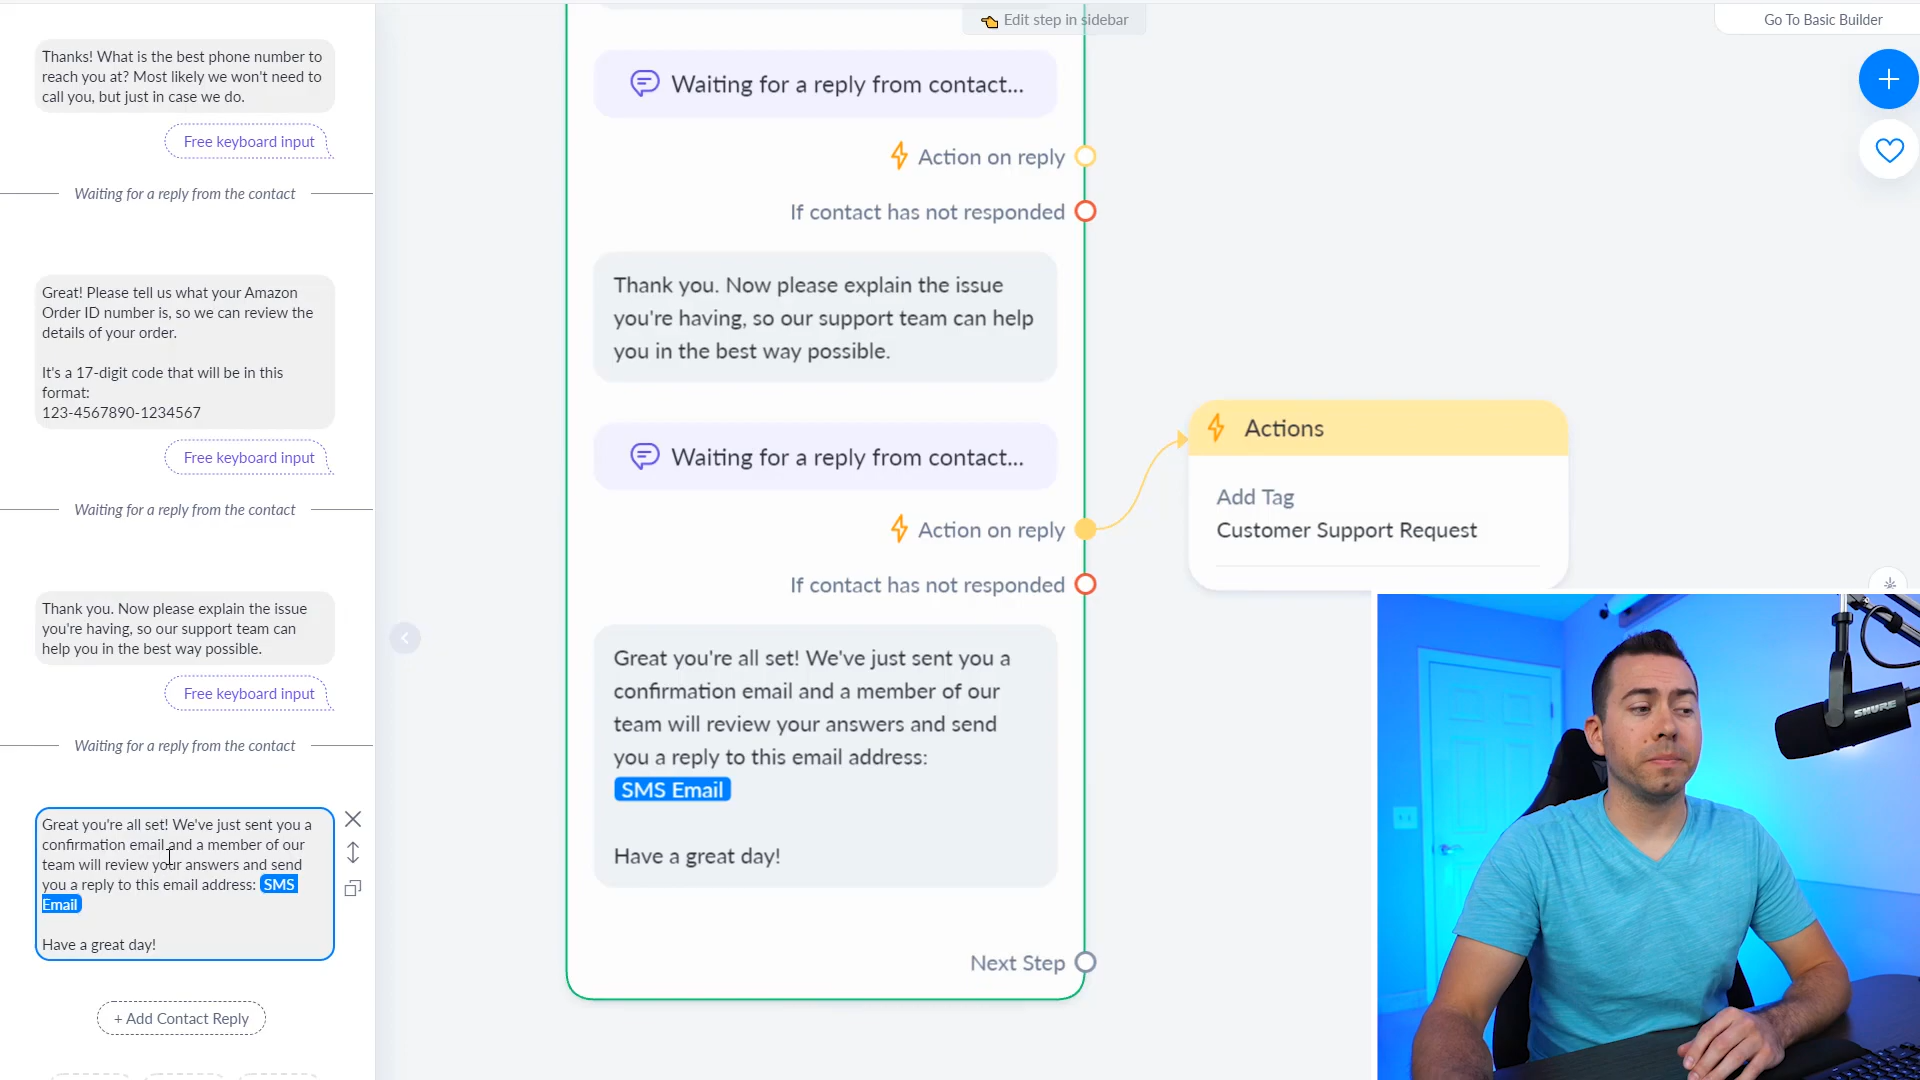 Thanks! What is the best phone number to
reach you at? Most likely we won't need to
call you, but just in case we do.
Free keyboard input
Waiting for a reply from the contact
Great! Please tell us what your Amazon
Order ID number is, so we can review the
details of your order.
It's a 17-digit code that will be in this
format:
123-4567890-1234567
Free keyboard input
Waiting for a reply from the contact
Thank you. Now please explain the issue
you're having, so our support team can
help you in the best way possible.
Free keyboard input
Waiting for a reply from the contact
Great you're all set! We've just sent you a
confirmation email and a member of our
team will review your answers and send
you a reply to this email address: SMS
Email
Have a great day!
+ Add Contact Reply
Edit step in sidebar
Go To Basic Builder
Waiting for a reply from contact...
Action on reply
If contact has not responded
Thank you. Now please explain the issue
you're having, so our support team can help
you in the best way possible.
Waiting for a reply from contact...
Action on reply
If contact has not responded
Great you're all set! We've just sent you a
confirmation email and a member of our
team will review your answers and send
you a reply to this email address:
SMS Email
Have a great day!
Next Step
Actions
Add Tag
Customer Support Request
SHURE